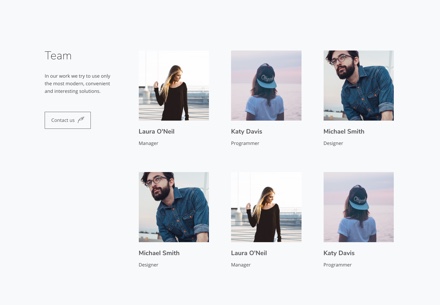 Team
In our work we try to use only
the most modern, convenient
and interesting solutions.
Contact us
Laura O'Neil
Manager
Katy Davis
Programmer
Michael Smith
Designer
Michael Smith
Designer
Laura O'Neil
Manager
Katy Davis
Programmer